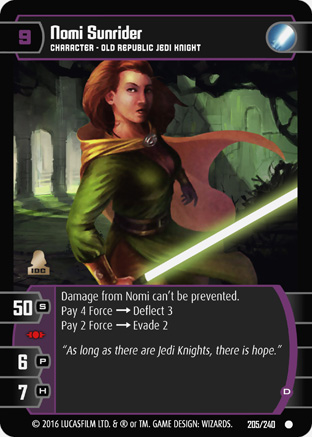 9
Nomi Sunrider
CHARACTER - OLD REPUBLIC JEDI KNIGHT
IDC
50 S
6 P
7 H
Damage from Nomi can't be prevented.
Pay 4 Force → Deflect 3
Pay 2 Force → Evade 2
“As long as there are Jedi Knights, there is hope.”
D
© 2016 LUCASFILM LTD. & ® or TM. GAME DESIGN: WIZARDS.
205/240